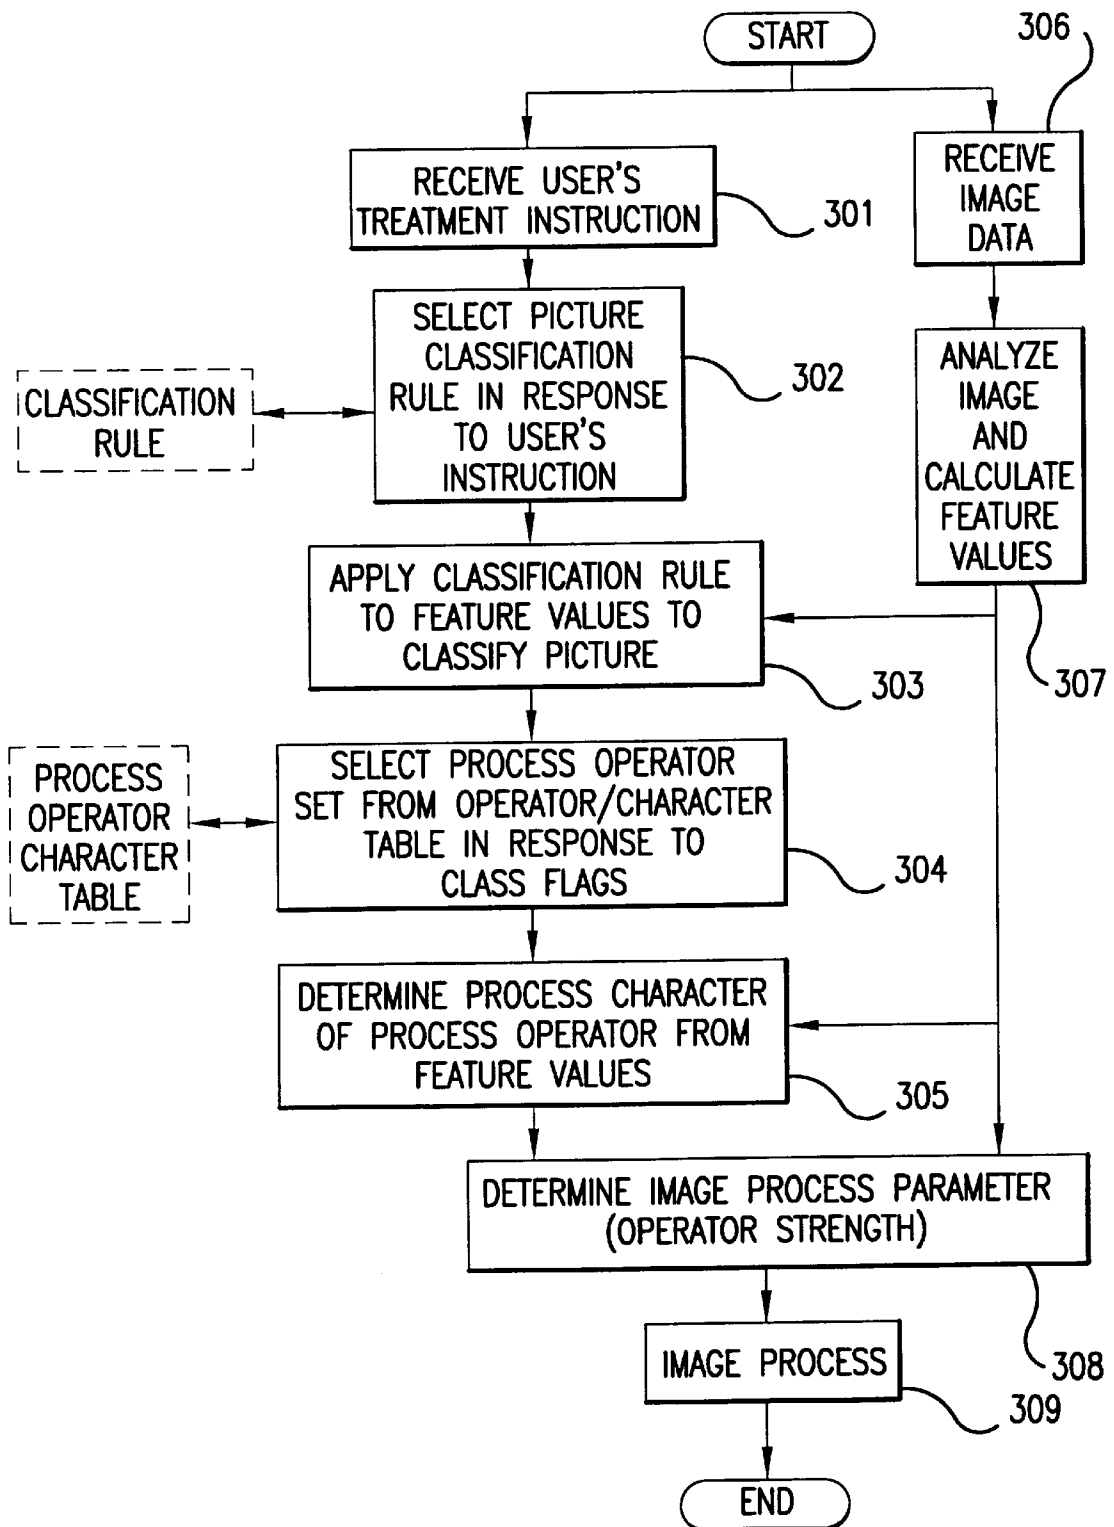 START
306
RECEIVE USER'S
TREATMENT INSTRUCTION
301
RECEIVE
IMAGE
DATA
SELECT PICTURE
CLASSIFICATION
RULE IN RESPONSE
TO USER'S
INSTRUCTION
302
CLASSIFICATION
RULE
ANALYZE
IMAGE
AND
CALCULATE
FEATURE
VALUES
307
APPLY CLASSIFICATION RULE
TO FEATURE VALUES TO
CLASSIFY PICTURE
303
SELECT PROCESS OPERATOR
SET FROM OPERATOR/CHARACTER
TABLE IN RESPONSE TO
CLASS FLAGS
304
PROCESS
OPERATOR
CHARACTER
TABLE
DETERMINE PROCESS CHARACTER
OF PROCESS OPERATOR FROM
FEATURE VALUES
305
DETERMINE IMAGE PROCESS PARAMETER
(OPERATOR STRENGTH)
308
IMAGE PROCESS
309
END